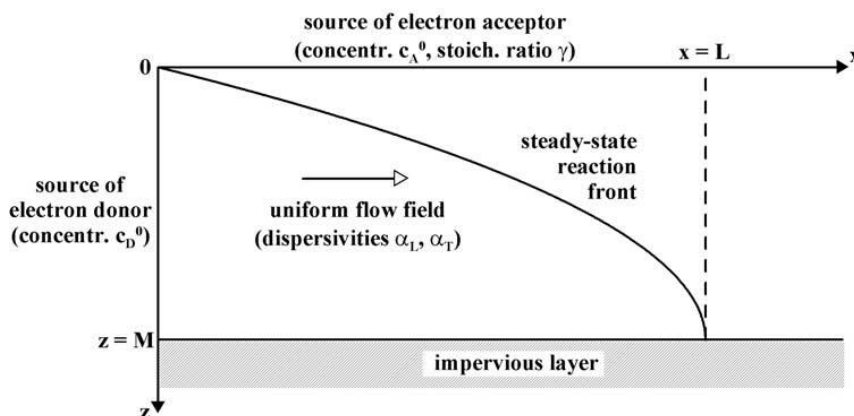 source of electron acceptor
(concentr. c_A^0, stoich. ratio γ)
x = L
0
x
steady-state
reaction
front
source of
electron donor
(concentr. c_D^0)
uniform flow field
(dispersivities α_L, α_T)
z = M
impervious layer
z